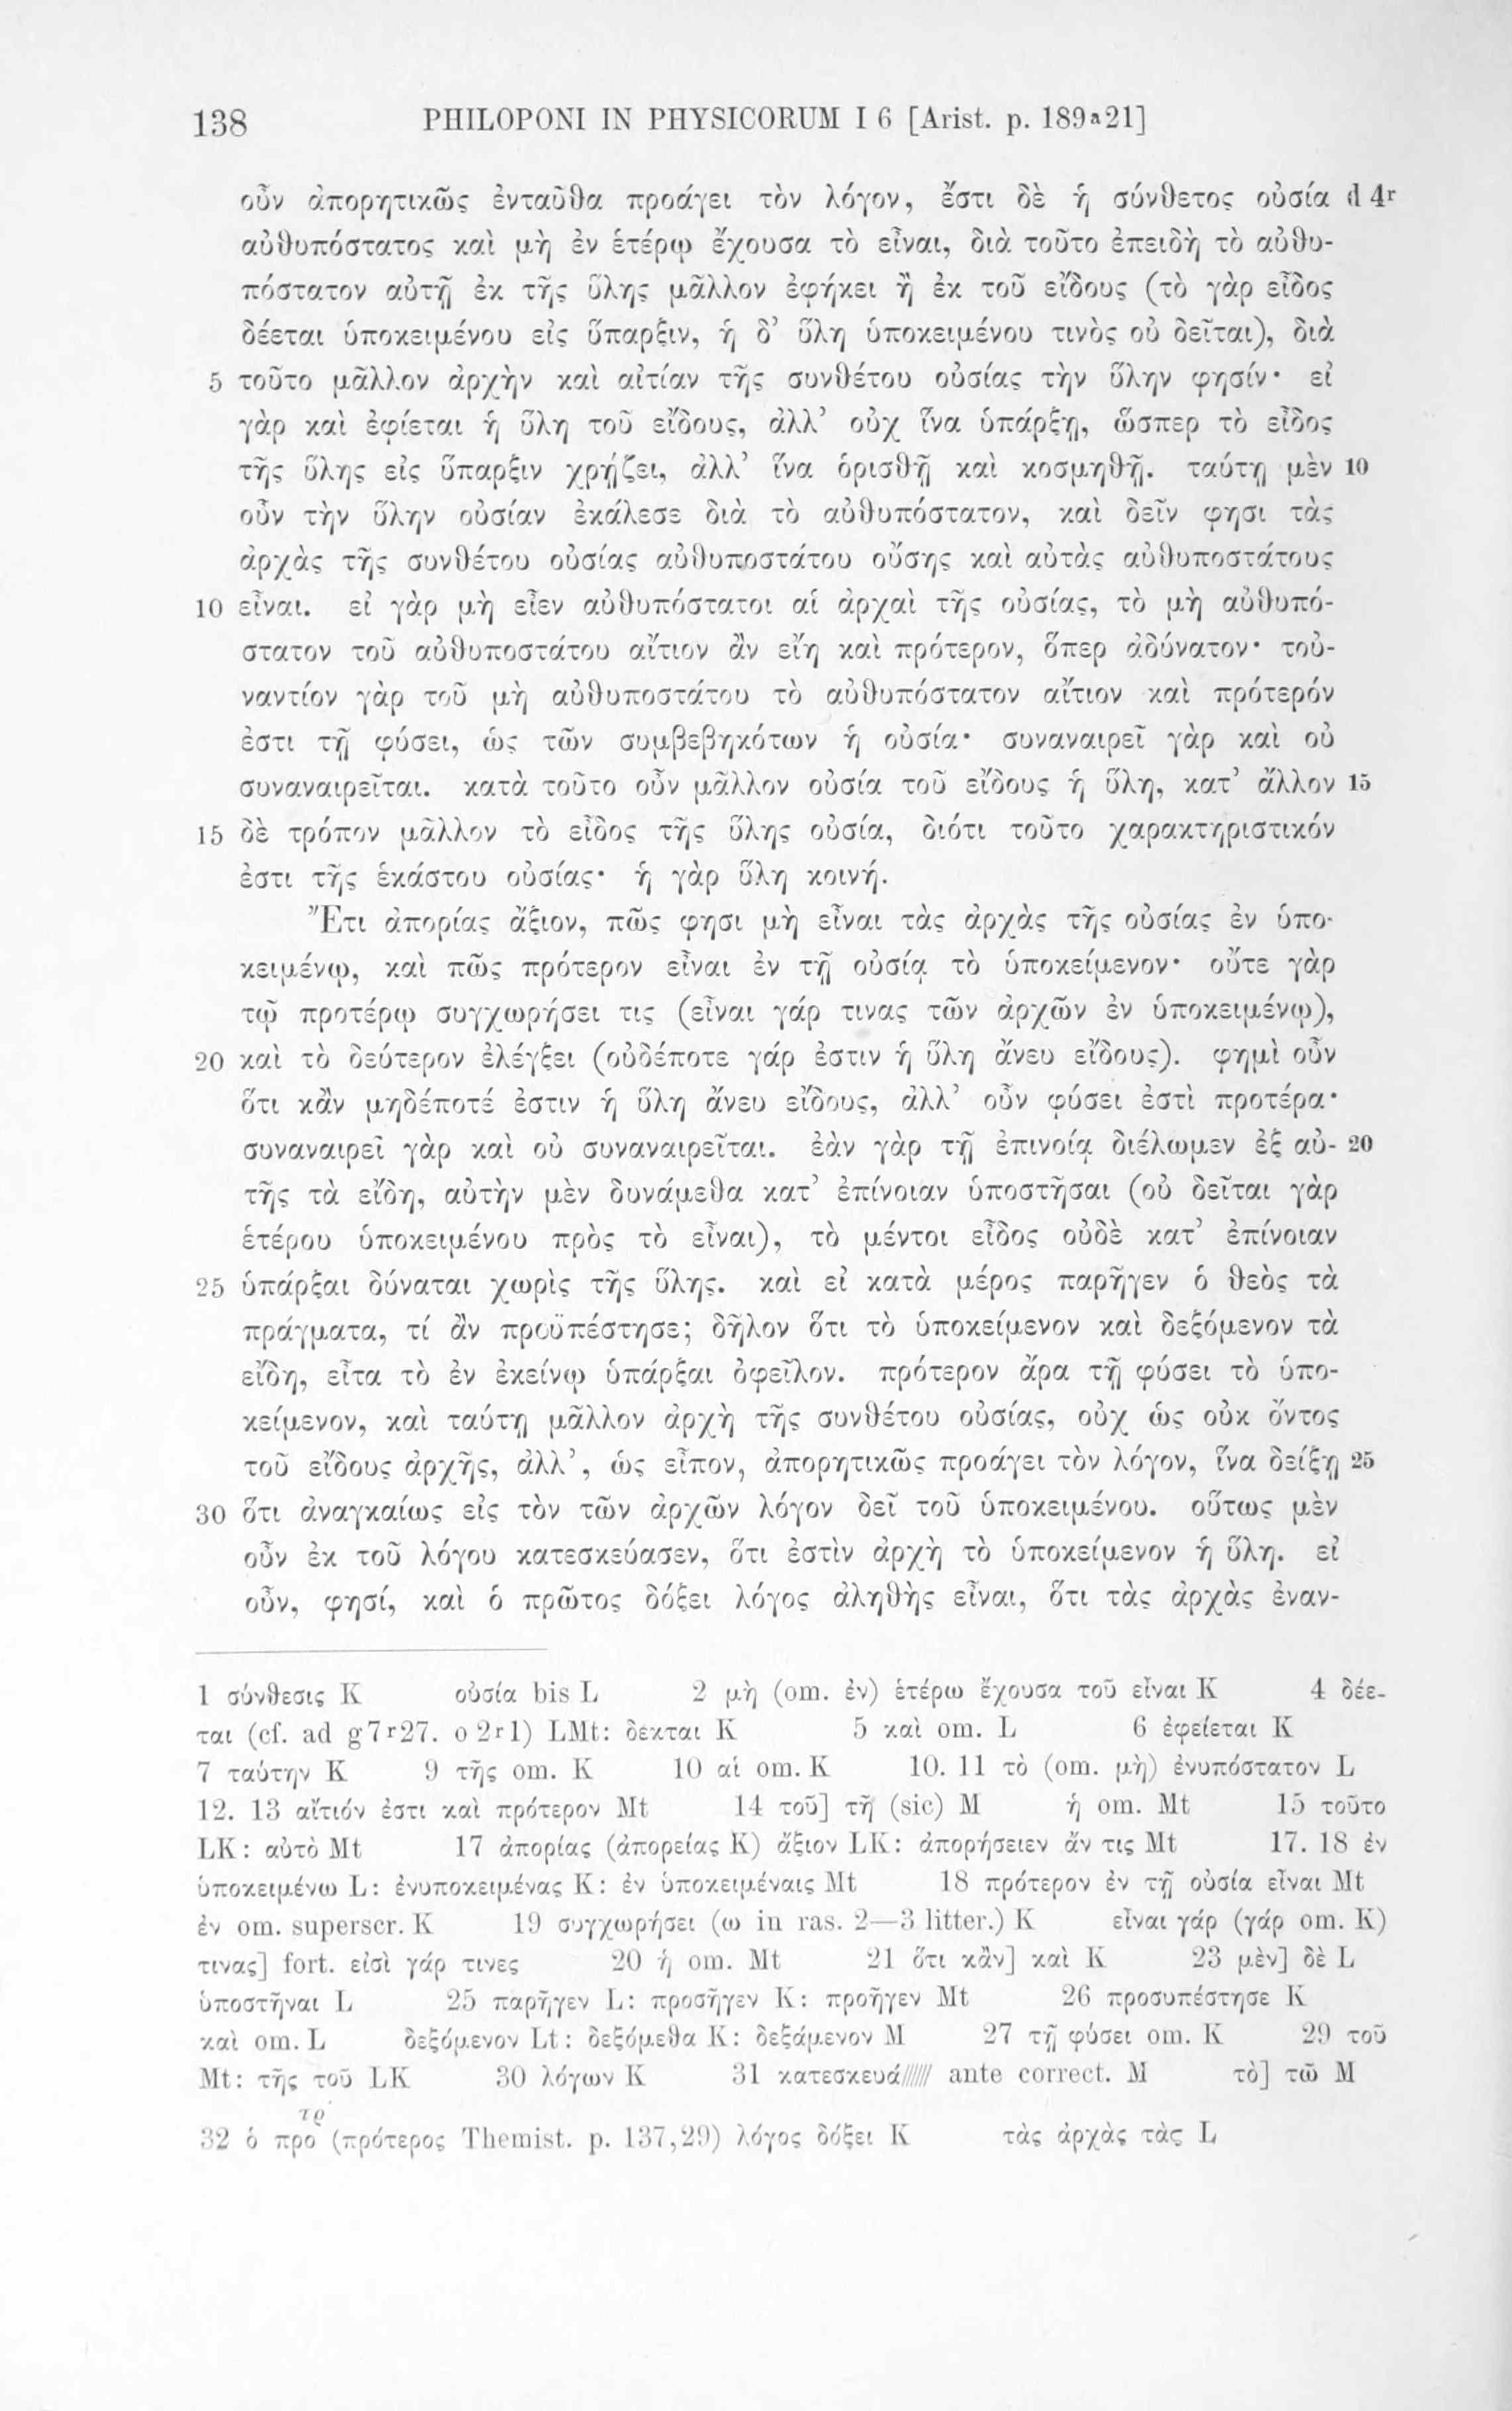 138 PHILOPONI IN PHYSICORUM I 6 [Arist. p. 189a21]
οὖν ἀπορητικῶς ἐνταῦθα προάγει τὸν λόγον, ἔστι δὲ ἡ σύνθετος οὐσία d 4r
αὐθυπόστατος καὶ μὴ ἐν ἑτέρῳ ἔχουσα τὸ εἶναι, διὰ τοῦτο ἐπειδὴ τὸ αὐθυ-
πόστατον αὐτῇ ἐκ τῆς ὕλης μᾶλλον ἐφήκει ἢ ἐκ τοῦ εἴδους (τὸ γὰρ εἶδος
δέεται ὑποκειμένου εἰς ὕπαρξιν, ἡ δ’ ὕλη ὑποκειμένου τινὸς οὐ δεῖται), διὰ
5 τοῦτο μᾶλλον ἀρχὴν καὶ αἰτίαν τῆς συνθέτου οὐσίας τὴν ὕλην φησίν· εἰ
γὰρ καὶ ἐφίεται ἡ ὕλη τοῦ εἴδους, ἀλλ’ οὐχ ἵνα ὑπάρξῃ, ὥσπερ τὸ εἶδος
τῆς ὕλης εἰς ὕπαρξιν χρῄζει, ἀλλ’ ἵνα ὁρισθῇ καὶ κοσμηθῇ. ταύτῃ μὲν 10
οὖν τὴν ὕλην οὐσίαν ἐκάλεσε διὰ τὸ αὐθυπόστατον, καὶ δεῖν φησι τὰς
ἀρχὰς τῆς συνθέτου οὐσίας αὐθυποστάτου οὔσης καὶ αὐτὰς αὐθυποστάτους
10 εἶναι. εἰ γὰρ μὴ εἶεν αὐθυπόστατοι αἱ ἀρχαὶ τῆς οὐσίας, τὸ μὴ αὐθυπό-
στατον τοῦ αὐθυποστάτου αἴτιον ἂν εἴη καὶ πρότερον, ὅπερ ἀδύνατον· τοὐ-
ναντίον γὰρ τοῦ μὴ αὐθυποστάτου τὸ αὐθυπόστατον αἴτιον καὶ πρότερόν
ἐστι τῇ φύσει, ὡς τῶν συμβεβηκότων ἡ οὐσία· συναναιρεῖ γὰρ καὶ οὐ
συναναιρεῖται. κατὰ τοῦτο οὖν μᾶλλον οὐσία τοῦ εἴδους ἡ ὕλη, κατ’ ἄλλον 15
15 δὲ τρόπον μᾶλλον τὸ εἶδος τῆς ὕλης οὐσία, διότι τοῦτο χαρακτηριστικόν
ἐστι τῆς ἑκάστου οὐσίας· ἡ γὰρ ὕλη κοινή.
Ἔτι ἀπορίας ἄξιον, πῶς φησι μὴ εἶναι τὰς ἀρχὰς τῆς οὐσίας ἐν ὑπο-
κειμένῳ, καὶ πῶς πρότερον εἶναι ἐν τῇ οὐσίᾳ τὸ ὑποκείμενον· οὔτε γὰρ
τῷ προτέρῳ συγχωρήσει τις (εἶναι γάρ τινας τῶν ἀρχῶν ἐν ὑποκειμένῳ),
20 καὶ τὸ δεύτερον ἐλέγξει (οὐδέποτε γάρ ἐστιν ἡ ὕλη ἄνευ εἴδους). φημὶ οὖν
ὅτι κἂν μηδέποτέ ἐστιν ἡ ὕλη ἄνευ εἴδους, ἀλλ’ οὖν φύσει ἐστὶ προτέρα·
συναναιρεῖ γὰρ καὶ οὐ συναναιρεῖται. ἐὰν γὰρ τῇ ἐπινοίᾳ διέλωμεν ἐξ αὐ- 20
τῆς τὰ εἴδη, αὐτὴν μὲν δυνάμεθα κατ’ ἐπίνοιαν ὑποστῆσαι (οὐ δεῖται γὰρ
ἑτέρου ὑποκειμένου πρὸς τὸ εἶναι), τὸ μέντοι εἶδος οὐδὲ κατ’ ἐπίνοιαν
25 ὑπάρξαι δύναται χωρὶς τῆς ὕλης. καὶ εἰ κατὰ μέρος παρῆγεν ὁ θεὸς τὰ
πράγματα, τί ἂν προϋπέστησε; δῆλον ὅτι τὸ ὑποκείμενον καὶ δεξόμενον τὰ
εἴδη, εἶτα τὸ ἐν ἐκείνῳ ὑπάρξαι ὀφεῖλον. πρότερον ἄρα τῇ φύσει τὸ ὑπο-
κείμενον, καὶ ταύτῃ μᾶλλον ἀρχὴ τῆς συνθέτου οὐσίας, οὐχ ὡς οὐκ ὄντος
τοῦ εἴδους ἀρχῆς, ἀλλ’, ὡς εἶπον, ἀπορητικῶς προάγει τὸν λόγον, ἵνα δείξῃ 25
30 ὅτι ἀναγκαίως εἰς τὸν τῶν ἀρχῶν λόγον δεῖ τοῦ ὑποκειμένου. οὕτως μὲν
οὖν ἐκ τοῦ λόγου κατεσκεύασεν, ὅτι ἐστὶν ἀρχὴ τὸ ὑποκείμενον ἡ ὕλη. εἰ
οὖν, φησί, καὶ ὁ πρῶτος δόξει λόγος ἀληθὴς εἶναι, ὅτι τὰς ἀρχὰς ἐναν-
1 σύνθεσις K οὐσία bis L 2 μὴ (om. ἐν) ἑτέρω ἔχουσα τοῦ εἶναι K 4 δέε-
ται (cf. ad g7r27. o2r1) LMt: δεκται K 5 καὶ om. L 6 ἐφείεται K
7 ταύτην K 9 τῆς om. K 10 αἱ om. K 10. 11 τὸ (om. μὴ) ἐνυπόστατον L
12. 13 αἴτιόν ἐστι καὶ πρότερον Mt 14 τοῦ] τῆ (sic) M ἡ om. Mt 15 τοῦτο
LK: αὐτὸ Mt 17 ἀπορίας (ἀπορείας K) ἄξιον LK: ἀπορήσειεν ἄν τις Mt 17. 18 ἐν
ὑποκειμένω L: ἐνυποκειμένας K: ἐν ὑποκειμέναις Mt 18 πρότερον ἐν τῇ οὐσία εἶναι Mt
ἐν om. superscr. K 19 συγχωρήσει (ω in ras. 2—3 litter.) K εἶναι γάρ (γάρ om. K)
τινας] fort. εἰσὶ γάρ τινες 20 ἡ om. Mt 21 ὅτι κἂν] καὶ K 23 μὲν] δὲ L
ὑποστῆναι L 25 παρῆγεν L: προσῆγεν K: προῆγεν Mt 26 προσυπέστησε K
καὶ om. L δεξόμενον Lt: δεξόμεθα K: δεξάμενον M 27 τῇ φύσει om. K 29 τοῦ
Mt: τῆς τοῦ LK 30 λόγων K 31 κατεσκευά////// ante correct. M τὸ] τῶ M
τρ
32 ὁ προ (πρότερος Themist. p. 137,29) λόγος δόξει K τὰς ἀρχὰς τὰς L